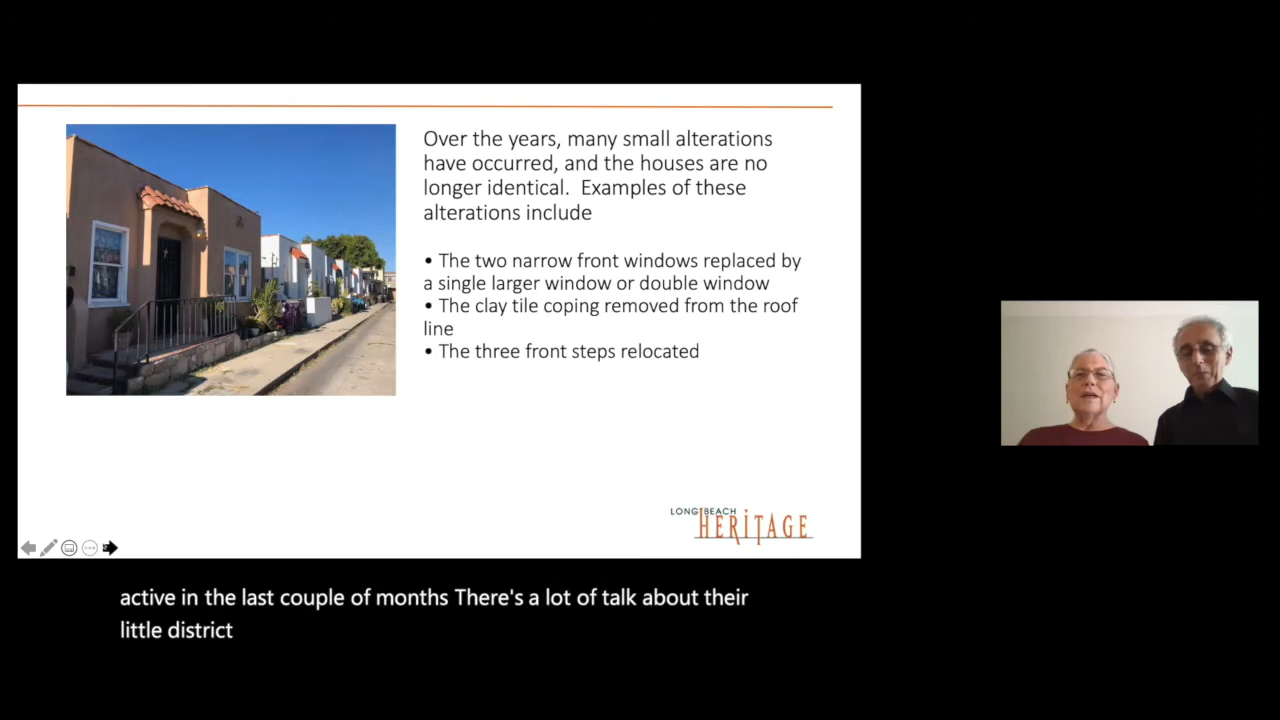 Over the years, many small alterations
have occurred, and the houses are no
longer identical.  Examples of these
alterations include
• The two narrow front windows replaced by
a single larger window or double window
• The clay tile coping removed from the roof
line
• The three front steps relocated
LONG BEACH
HERITAGE
active in the last couple of months There's a lot of talk about their
little district